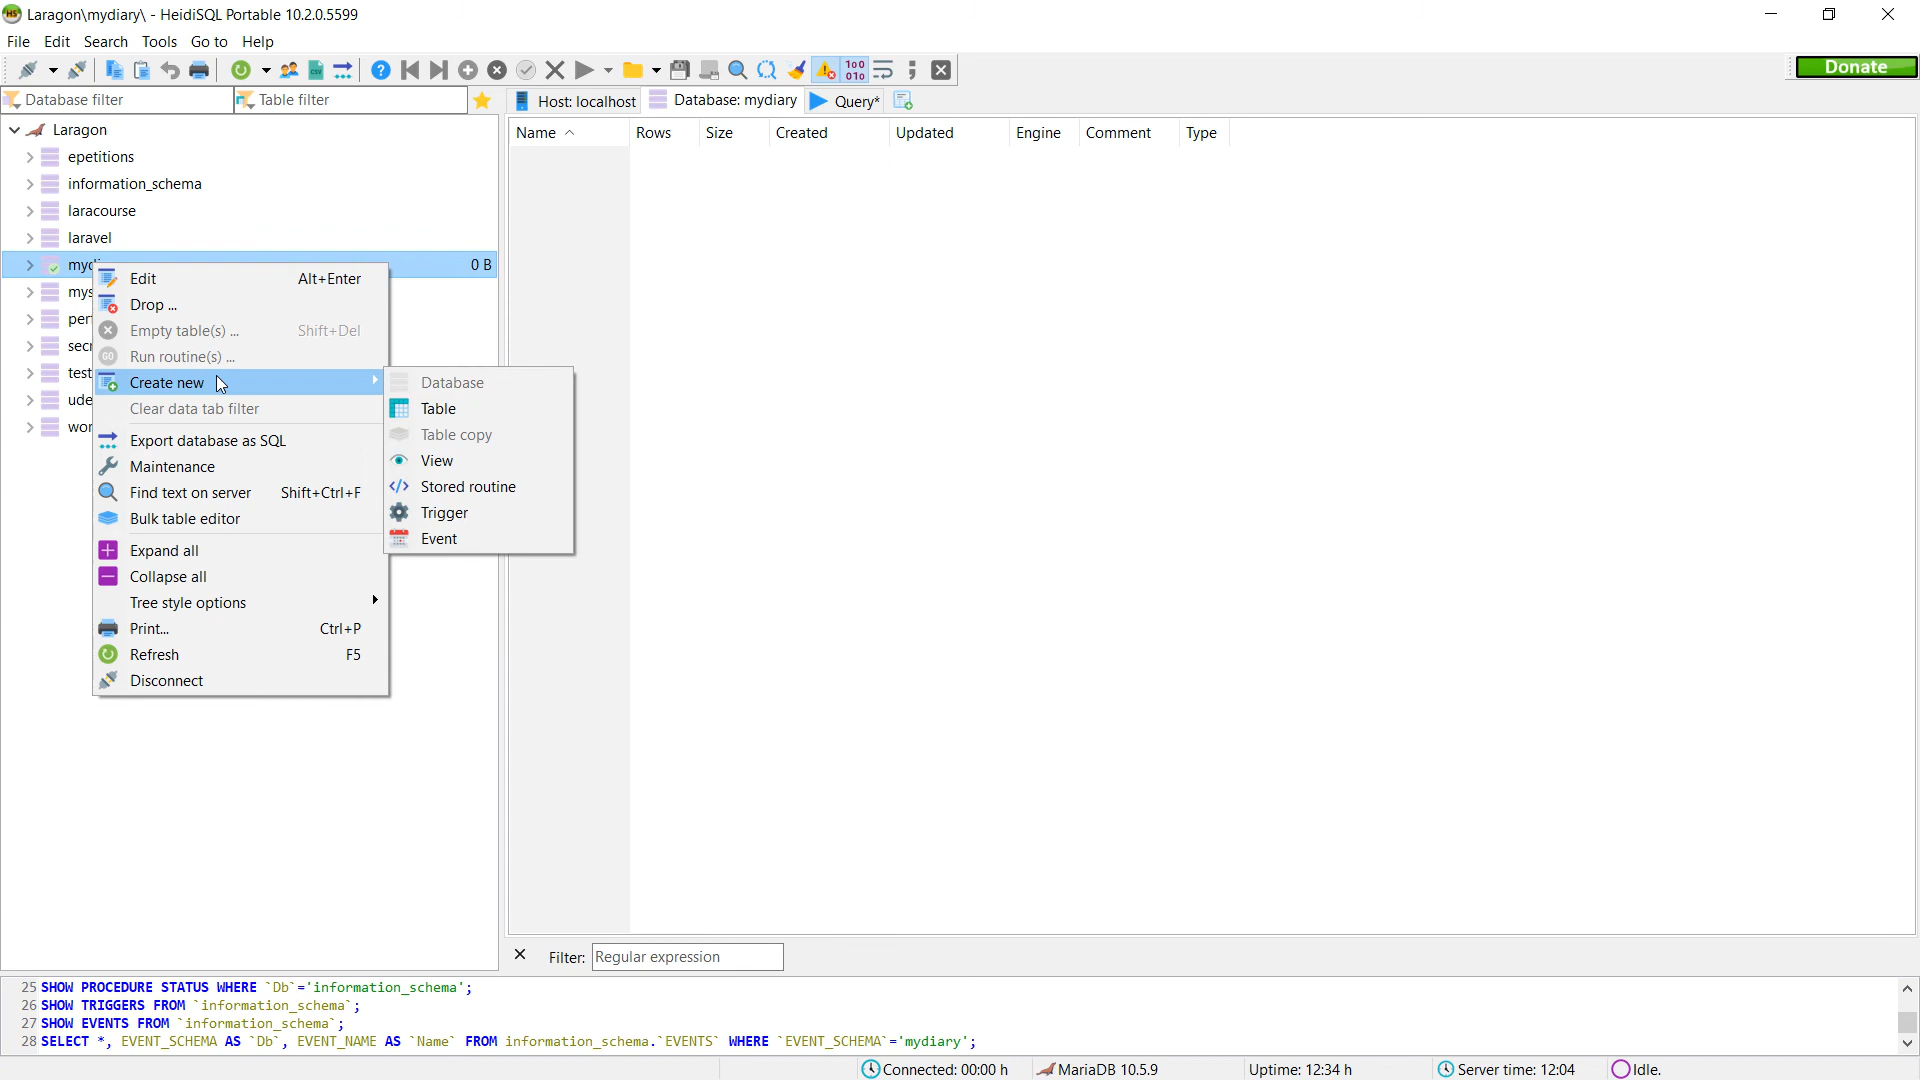 Laragon\mydiary\ - HeidiSQL Portable 10.2.0.5599
File Edit Search Tools Go to Help
Donate
Database filter
Table filter
Host: localhost
Database: mydiary
Query*
Laragon
epetitions
information_schema
laracourse
laravel
0 B
Edit Alt+Enter
Drop ...
Empty table(s) ... Shift+Del
Run routine(s) ...
Create new
Clear data tab filter
Export database as SQL
Maintenance
Find text on server Shift+Ctrl+F
Bulk table editor
Expand all
Collapse all
Tree style options
Print... Ctrl+P
Refresh F5
Disconnect
Database
Table
Table copy
View
Stored routine
Trigger
Event
Name Rows Size Created Updated Engine Comment Type
Filter: Regular expression
25 SHOW PROCEDURE STATUS WHERE `Db`='information_schema';
26 SHOW TRIGGERS FROM `information_schema`;
27 SHOW EVENTS FROM `information_schema`;
28 SELECT *, EVENT_SCHEMA AS `Db`, EVENT_NAME AS `Name` FROM information_schema.`EVENTS` WHERE `EVENT_SCHEMA`='mydiary';
Connected: 00:00 h
MariaDB 10.5.9
Uptime: 12:34 h
Server time: 12:04
Idle.